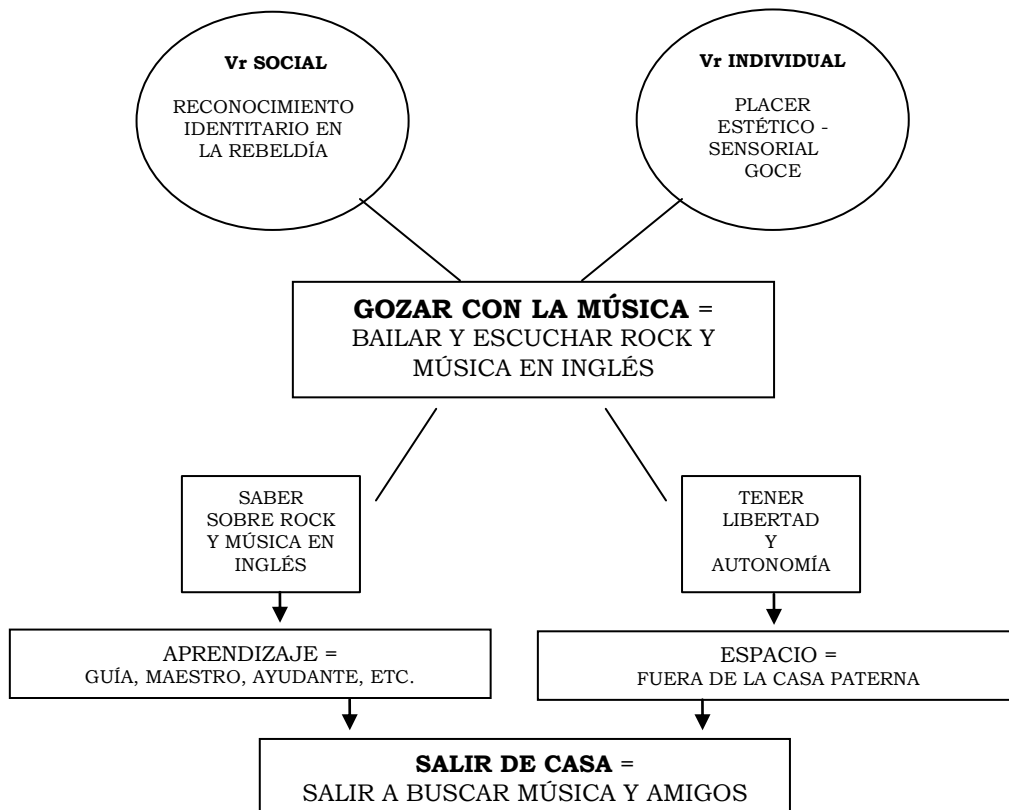 Vr SOCIAL
RECONOCIMIENTO
IDENTITARIO EN
LA REBELDÍA
Vr INDIVIDUAL
PLACER
ESTÉTICO -
SENSORIAL
GOCE
GOZAR CON LA MÚSICA =
BAILAR Y ESCUCHAR ROCK Y
MÚSICA EN INGLÉS
SABER
SOBRE ROCK
Y MÚSICA EN
INGLÉS
TENER
LIBERTAD
Y
AUTONOMÍA
APRENDIZAJE =
GUÍA, MAESTRO, AYUDANTE, ETC.
ESPACIO =
FUERA DE LA CASA PATERNA
SALIR DE CASA =
SALIR A BUSCAR MÚSICA Y AMIGOS